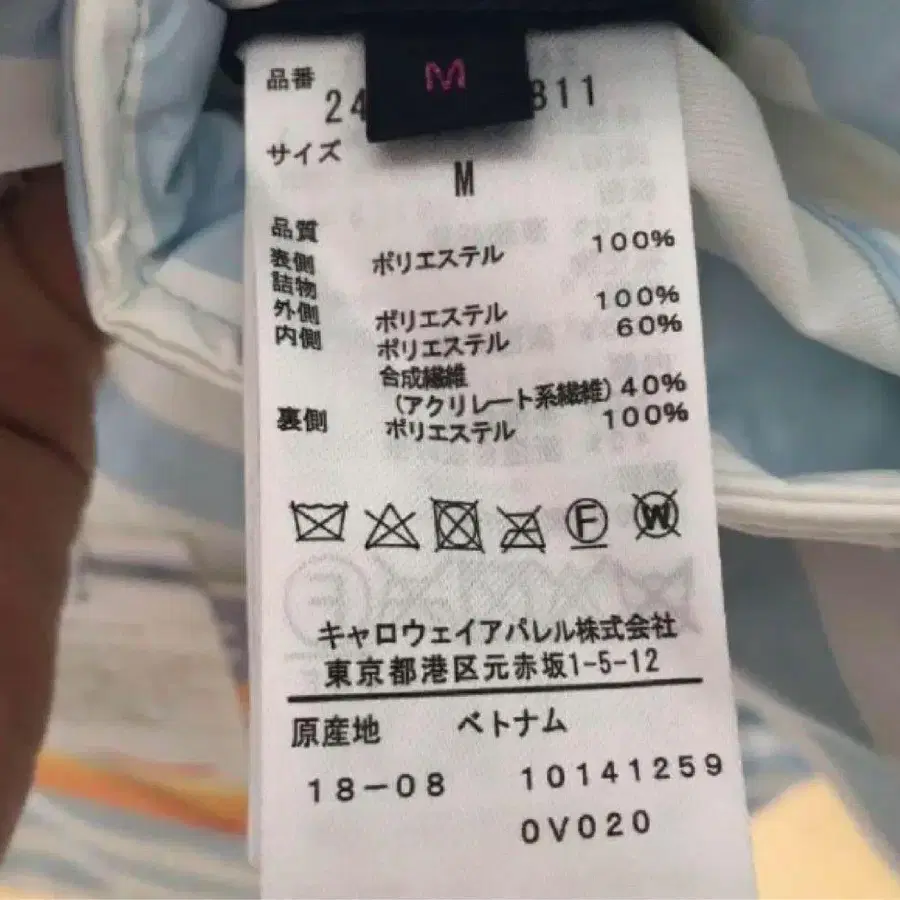 M
品番
24 811
サイズ
M
品質
表側 ポリエステル 100%
詰物
外側 ポリエステル 100%
内側 ポリエステル 60%
合成繊維
(アクリレート系繊維) 40%
裏側 ポリエステル 100%
F W
キャロウェイアパレル株式会社
東京都港区元赤坂1-5-12
原産地 ベトナム
18-08 10141259
0V020